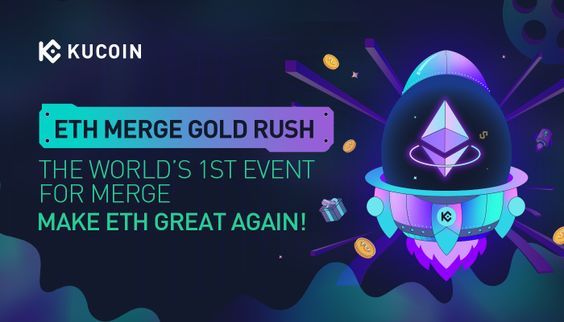 KUCOIN
ETH MERGE GOLD RUSH
THE WORLD'S 1ST EVENT
FOR MERGE
MAKE ETH GREAT AGAIN!